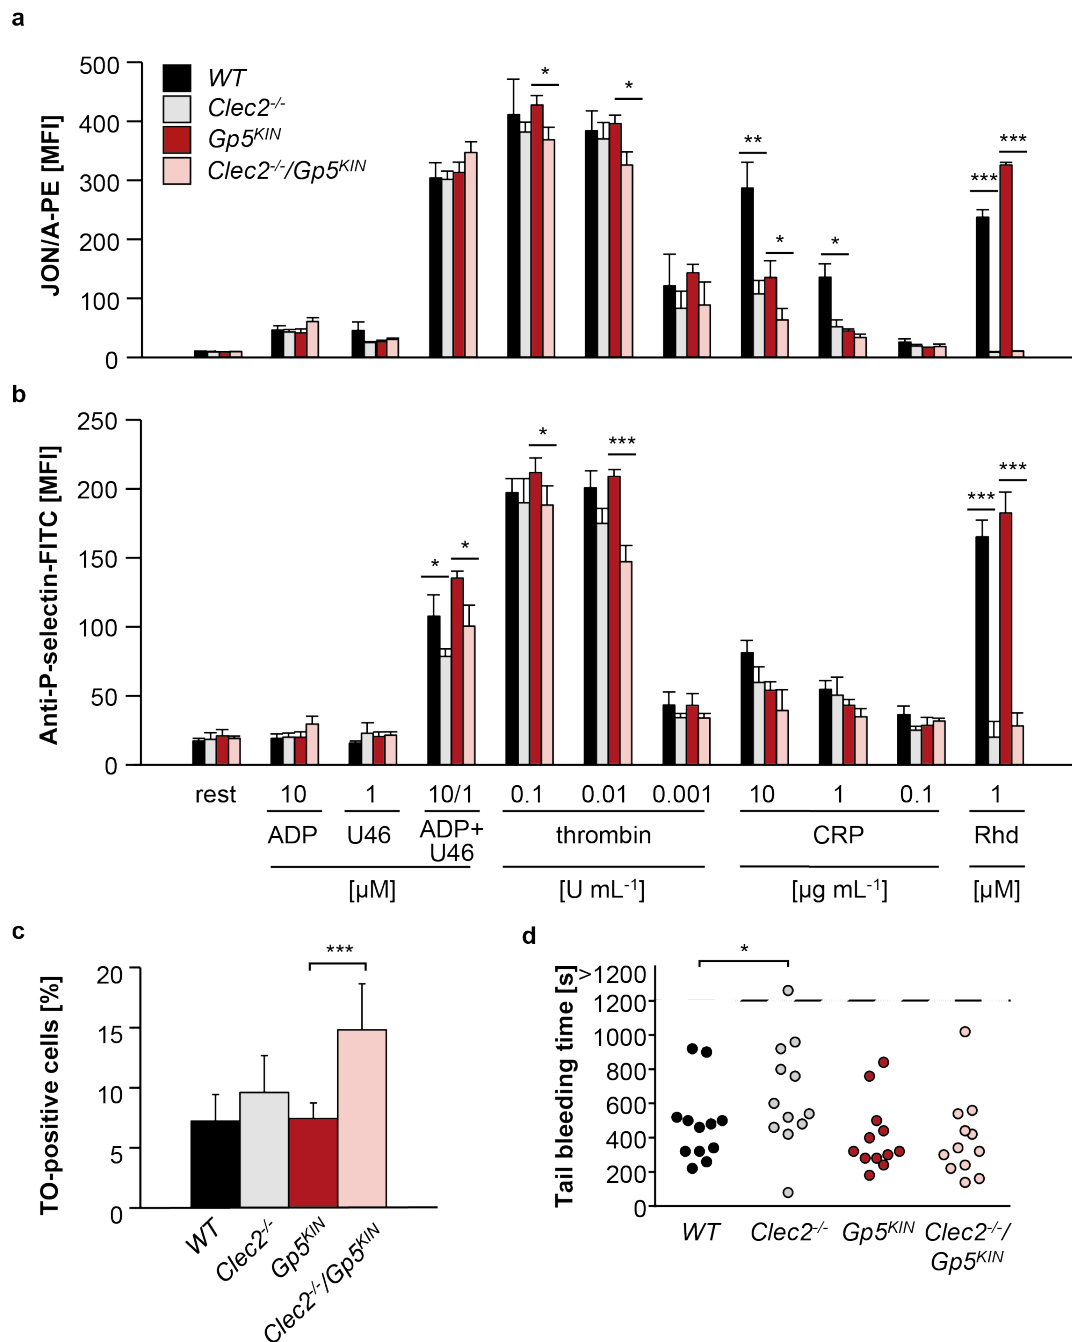 a
JON/A-PE [MFI]
500
400
300
200
100
0
WT
Clec2-/-
Gp5KIN
Clec2-/-/Gp5KIN
*
*
**
*
*
***
***
b
Anti-P-selectin-FITC [MFI]
250
200
150
100
50
0
*
*
*
***
***
***
rest
10
1
10/1
0.1
0.01
0.001
10
1
0.1
1
ADP
U46
ADP+
U46
thrombin
CRP
Rhd
[µM]
[U mL-1]
[µg mL-1]
[µM]
c
TO-positive cells [%]
20
15
10
5
0
***
WT
Clec2-/-
Gp5KIN
Clec2-/-/Gp5KIN
d
Tail bleeding time [s]
>1200
1200
1000
800
600
400
200
0
*
WT
Clec2-/-
Gp5KIN
Clec2-/-/
Gp5KIN